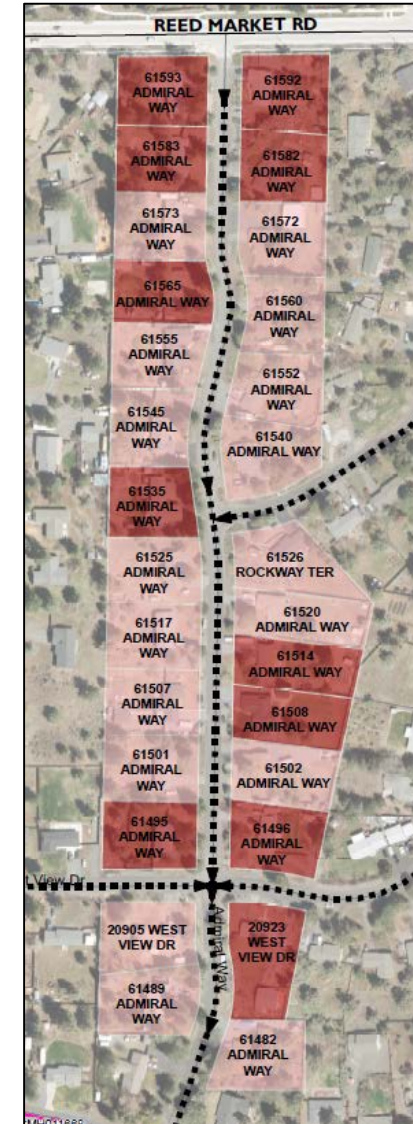 REED MARKET RD
61593
ADMIRAL
WAY
61592
ADMIRAL
WAY
61583
ADMIRAL
WAY
61582
ADMIRAL
WAY
61573
ADMIRAL
WAY
61572
ADMIRAL
WAY
61565
ADMIRAL WAY
61560
ADMIRAL
WAY
61555
ADMIRAL
WAY
61552
ADMIRAL
WAY
61545
ADMIRAL
WAY
61540
ADMIRAL WAY
61535
ADMIRAL
WAY
61525
ADMIRAL
WAY
61526
ROCKWAY TER
61520
ADMIRAL WAY
61517
ADMIRAL
WAY
61514
ADMIRAL WAY
61507
ADMIRAL
WAY
61508
ADMIRAL WAY
61501
ADMIRAL
WAY
61502
ADMIRAL WAY
61495
ADMIRAL
WAY
61496
ADMIRAL
WAY
t View Dr
20905 WEST
VIEW DR
Admiral Way
20923
WEST
VIEW DR
61489
ADMIRAL
WAY
61482
ADMIRAL
WAY